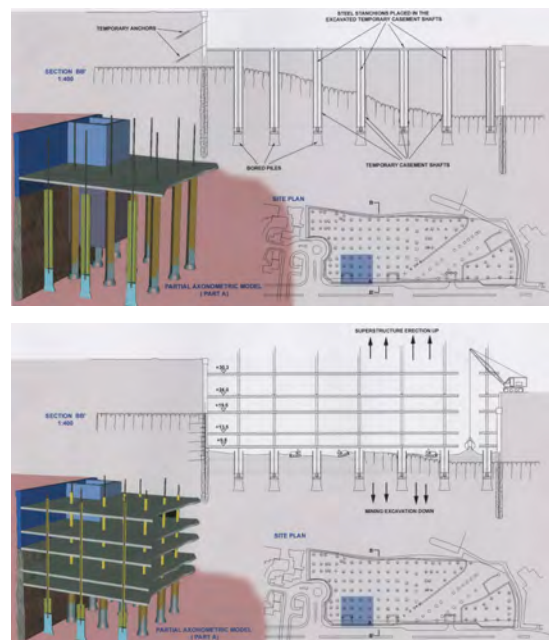 STEEL STANCHIONS PLACED IN THE
EXCAVATED TEMPORARY CASEMENT SHAFTS
TEMPORARY ANCHORS
SECTION BB'
1:400
BORED PILES
TEMPORARY CASEMENT SHAFTS
SITE PLAN
B
PARTIAL AXONOMETRIC MODEL
( PART A)
B'
SUPERSTRUCTURE ERECTION UP
SECTION BB'
1:400
MINING EXCAVATION DOWN
SITE PLAN
B
PARTIAL AXONOMETRIC MODEL
( PART A)
B'